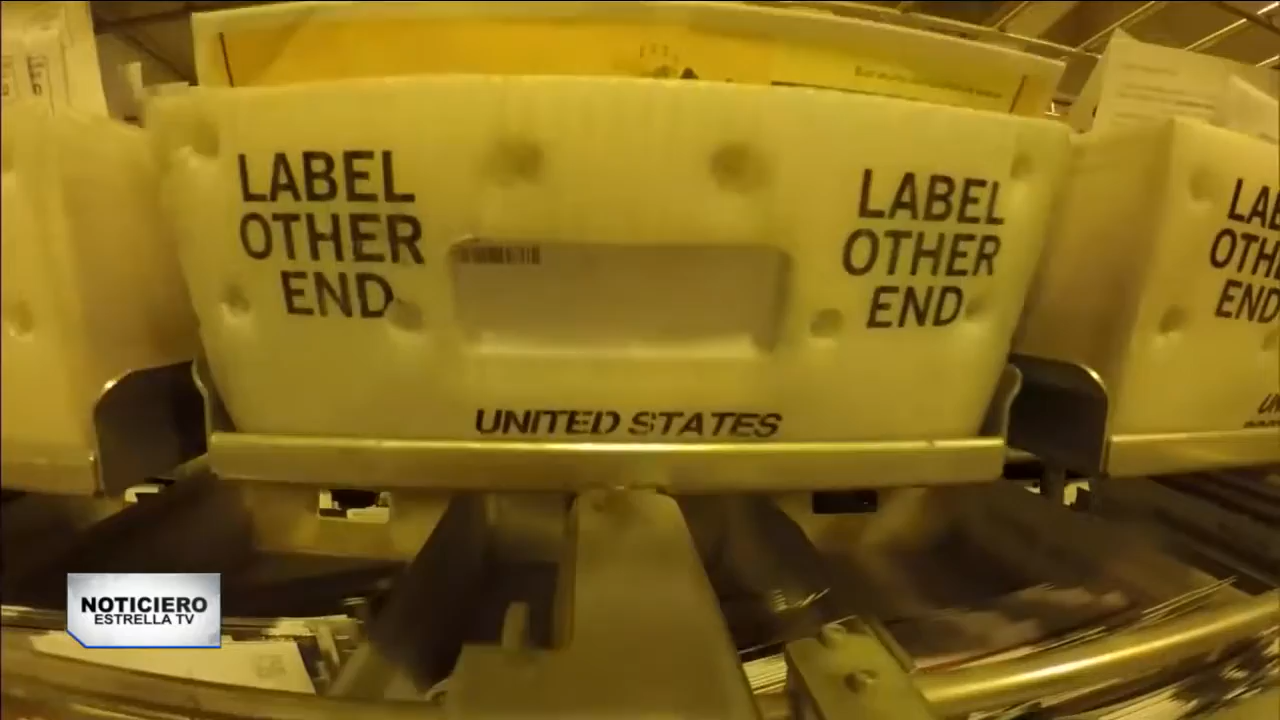 LABEL
OTHER
END
LABEL
OTHER
END
UNITED STATES
NOTICIERO
ESTRELLA TV